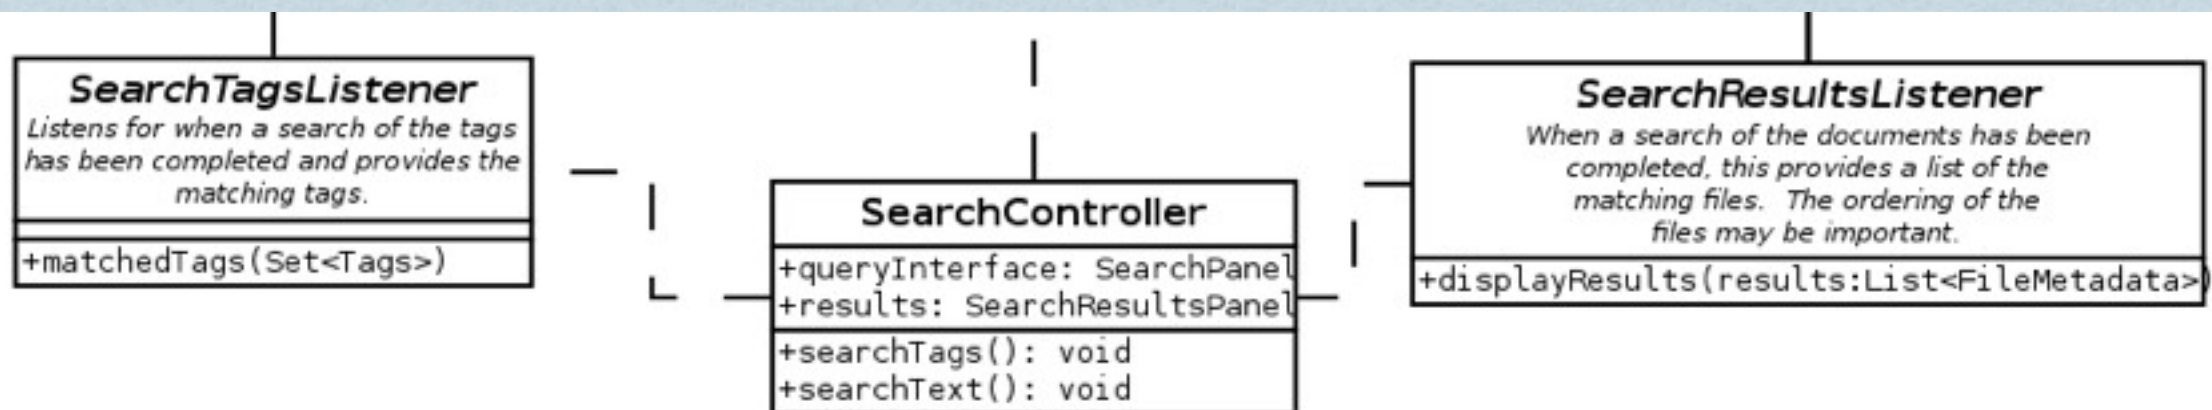 SearchTagsListener
Listens for when a search of the tags
has been completed and provides the
matching tags.
+matchedTags(Set<Tags>)
SearchController
+queryInterface: SearchPanel
+results: SearchResultsPanel
+searchTags(): void
+searchText(): void
SearchResultsListener
When a search of the documents has been
completed, this provides a list of the
matching files. The ordering of the
files may be important.
+displayResults(results:List<FileMetadata>)